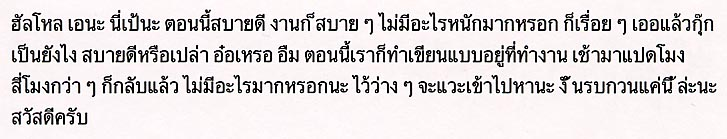 ฮัลโหล เอนะ นี่เป้นะ ตอนนี้สบายดี งานก็สบาย ๆ ไม่มีอะไรหนักมากหรอก ก็เรื่อย ๆ เออแล้วกุ๊ก
เป็นยังไง สบายดีหรือเปล่า อ๋อเหรอ อืม ตอนนี้เราก็ทำเขียนแบบอยู่ที่ทำงาน เช้ามาแปดโมง
สี่โมงกว่า ๆ ก็กลับแล้ว ไม่มีอะไรมากหรอกนะ ไว้ว่าง ๆ จะแวะเข้าไปหานะ งั้นรบกวนแค่นี้ล่ะนะ
สวัสดีครับ